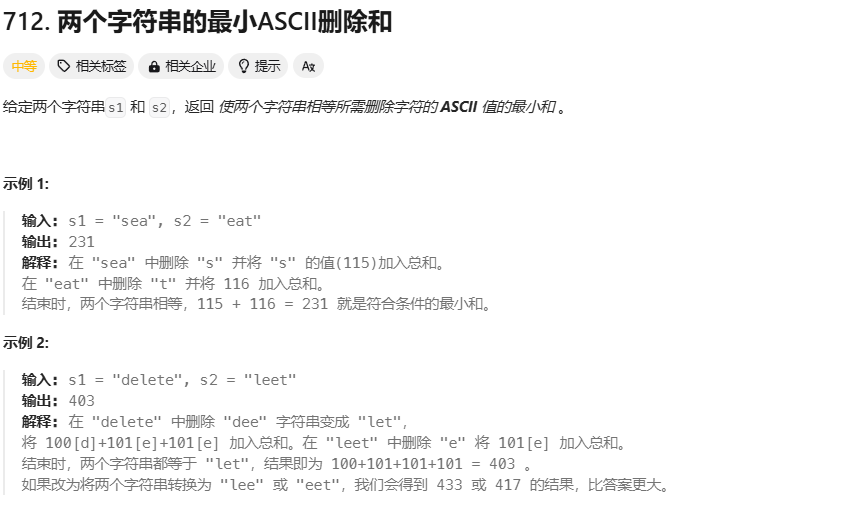 712. 两个字符串的最小ASCII删除和
中等 相关标签 相关企业 提示 A文
给定两个字符串s1 和 s2，返回 使两个字符串相等所需删除字符的 ASCII 值的最小和 。
示例 1:
输入: s1 = "sea", s2 = "eat"
输出: 231
解释: 在 "sea" 中删除 "s" 并将 "s" 的值(115)加入总和。
在 "eat" 中删除 "t" 并将 116 加入总和。
结束时，两个字符串相等，115 + 116 = 231 就是符合条件的最小和。
示例 2:
输入: s1 = "delete", s2 = "leet"
输出: 403
解释: 在 "delete" 中删除 "dee" 字符串变成 "let"，
将 100[d]+101[e]+101[e] 加入总和。在 "leet" 中删除 "e" 将 101[e] 加入总和。
结束时，两个字符串都等于 "let"，结果即为 100+101+101+101 = 403 。
如果改为将两个字符串转换为 "lee" 或 "eet"，我们会得到 433 或 417 的结果，比答案更大。